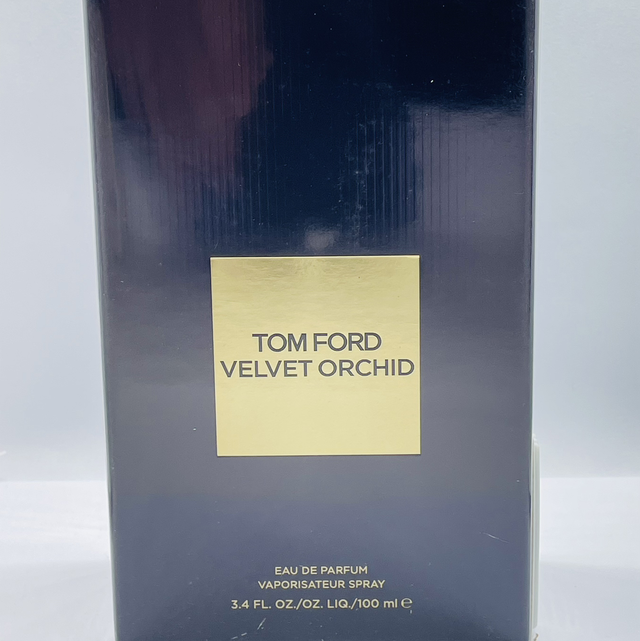 TOM FORD
VELVET ORCHID
EAU DE PARFUM
VAPORISATEUR SPRAY
3.4 FL. OZ./OZ. LIQ./100 ml ℮